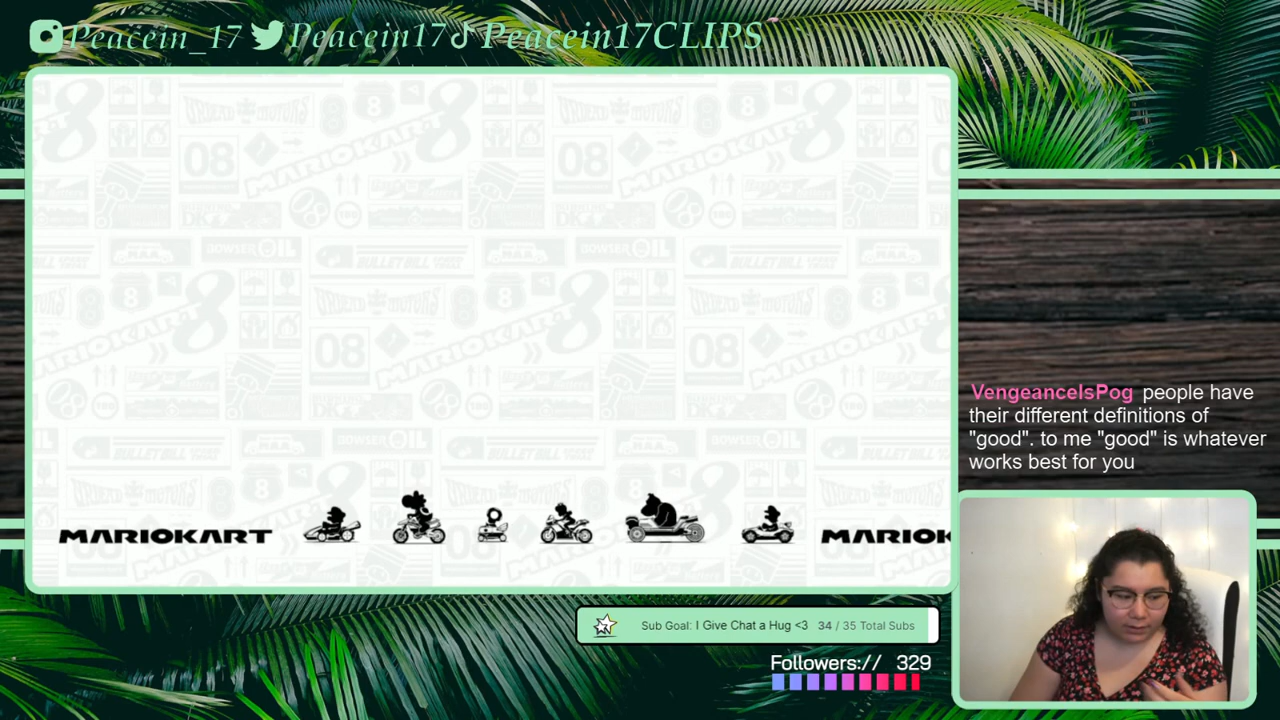 Peacein_17 Peacein17 Peacein17CLIPS
MARIOKART MARIOK
VengeanceIsPog people have
their different definitions of
"good". to me "good" is whatever
works best for you
Sub Goal: I Give Chat a Hug <3 34 / 35 Total Subs
Followers:// 329